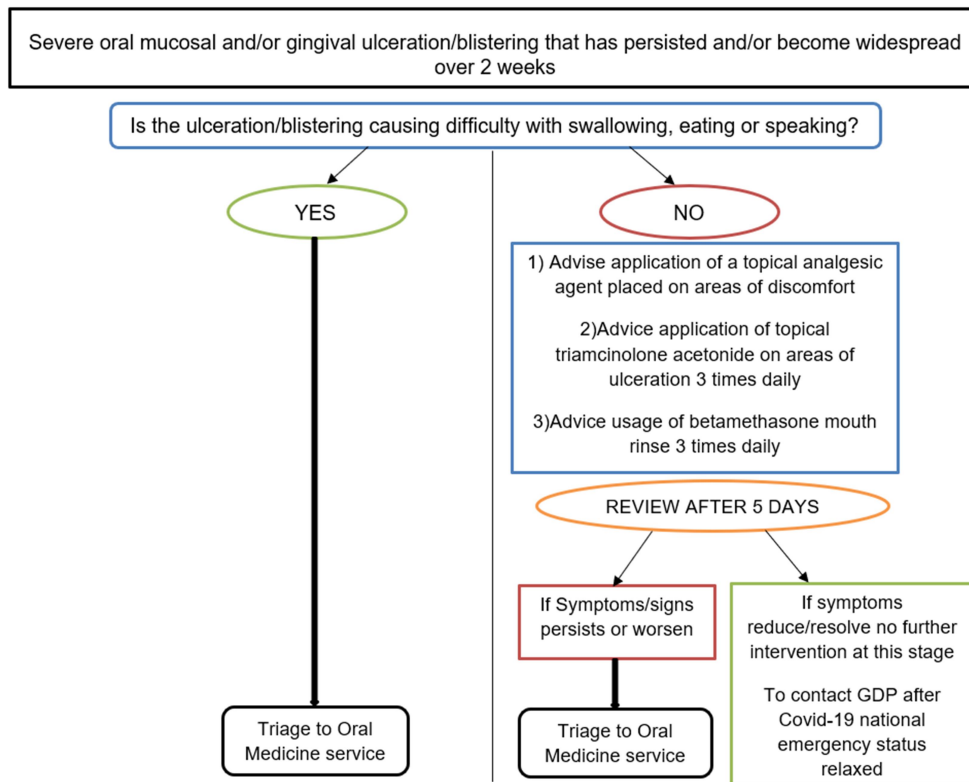 Severe oral mucosal and/or gingival ulceration/blistering that has persisted and/or become widespread
over 2 weeks
Is the ulceration/blistering causing difficulty with swallowing, eating or speaking?
YES
NO
1) Advise application of a topical analgesic
agent placed on areas of discomfort
2)Advice application of topical
triamcinolone acetonide on areas of
ulceration 3 times daily
3)Advice usage of betamethasone mouth
rinse 3 times daily
REVIEW AFTER 5 DAYS
If Symptoms/signs
persists or worsen
If symptoms
reduce/resolve no further
intervention at this stage
To contact GDP after
Covid-19 national
emergency status
relaxed
Triage to Oral
Medicine service
Triage to Oral
Medicine service